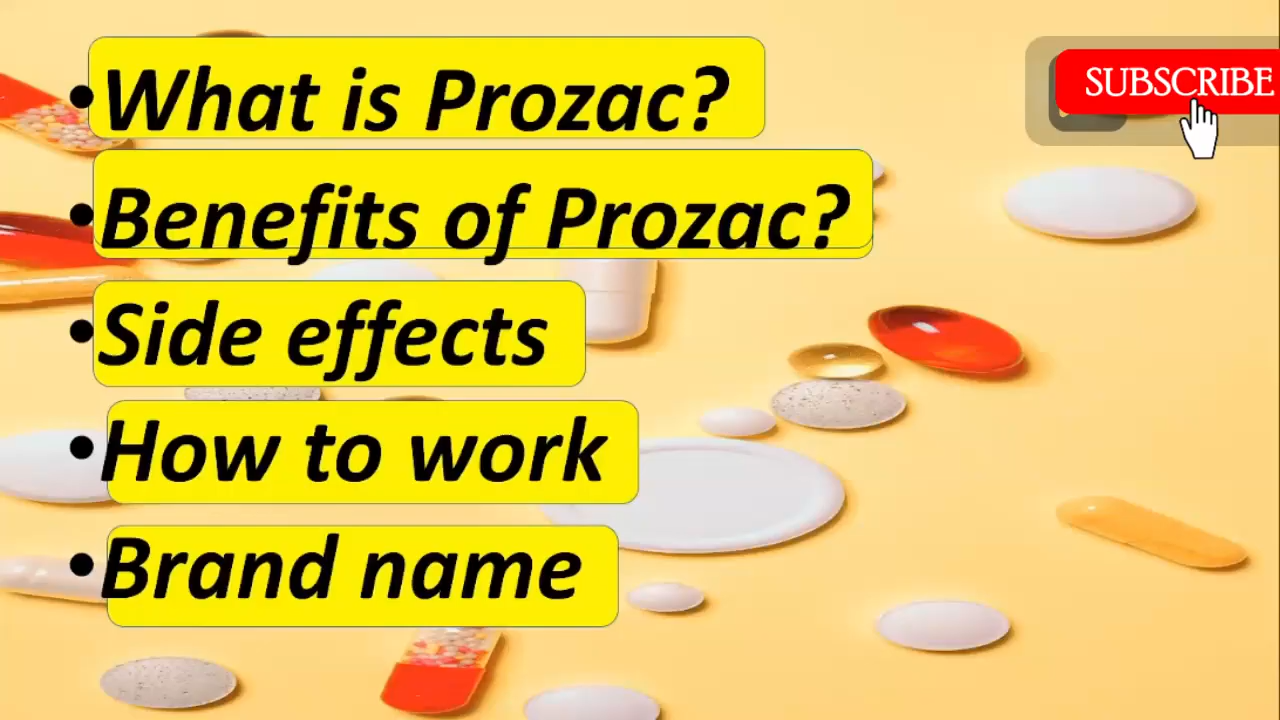 • What is Prozac?
• Benefits of Prozac?
• Side effects
• How to work
• Brand name
SUBSCRIBE